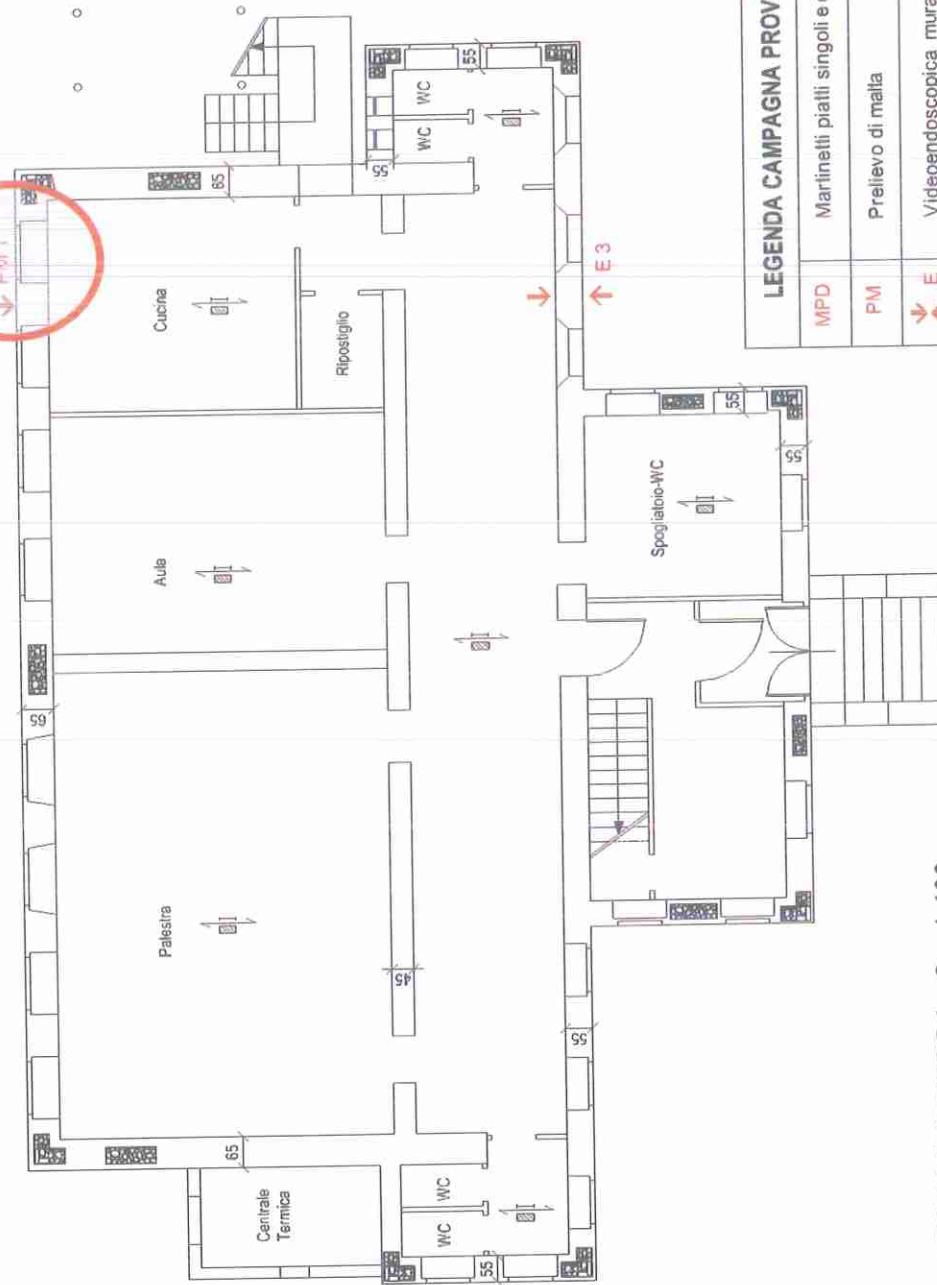 Cucina
65
55
WC
WC
55
Ripostiglio
E 3
Aula
65
Spogliatoio-WC
55
55
Palestra
45
55
65
Centrale
Termica
WC
WC
55
LEGENDA CAMPAGNA PROV
MPD Martinetti piatti singoli e
PM Prelievo di malta
E Videoendoscopica mura